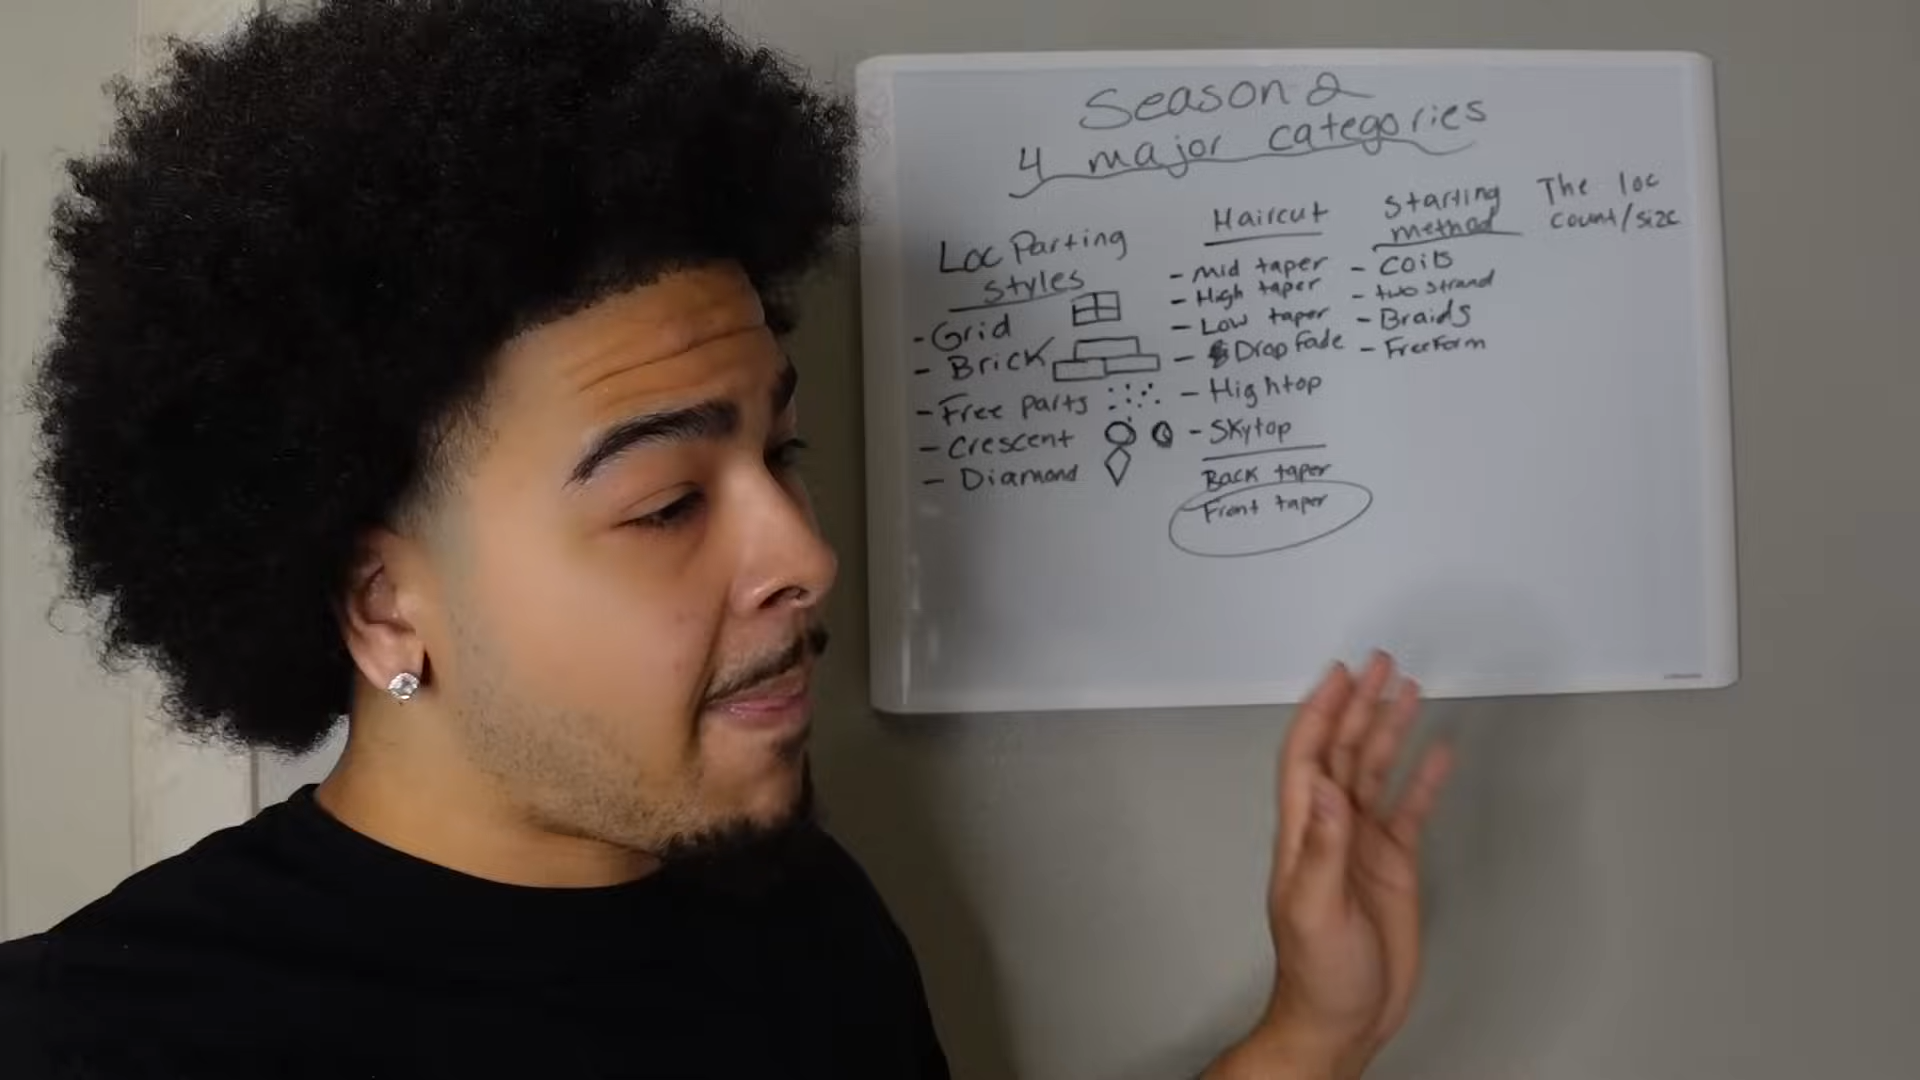 Season 2
4 major categories
Loc Parting
styles
- Grid
- Brick
- Free parts
- Crescent
- Diamond
Haircut
- Mid taper
- High taper
- Low taper
- Drop Fade
- High top
- Skytop
Back taper
Front taper
Starting
method
- Coils
- two strand
- Braids
- Freeform
The loc
count/size